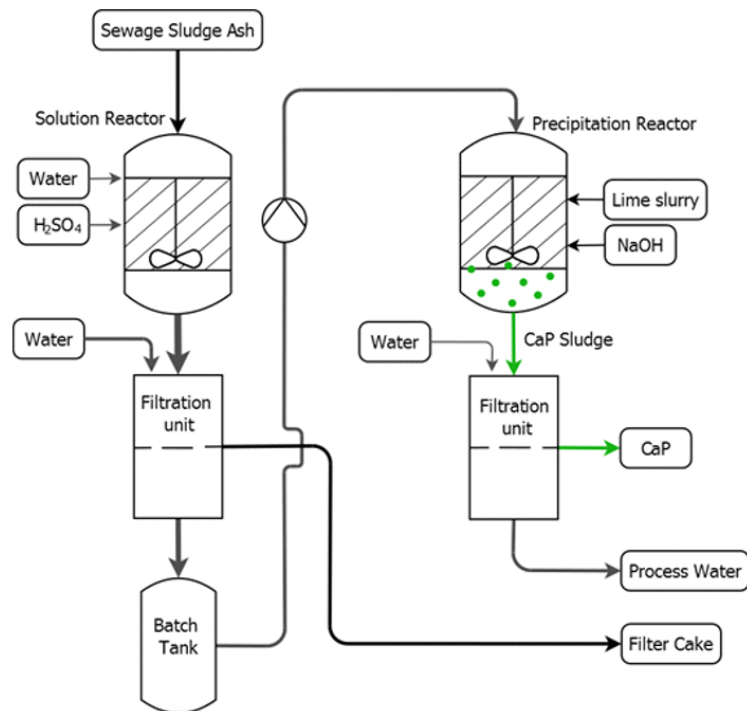 Sewage Sludge Ash
Solution Reactor
Precipitation Reactor
Water
H₂SO₄
Lime slurry
NaOH
Water
Water
CaP Sludge
Filtration
unit
Filtration
unit
CaP
Process Water
Batch
Tank
Filter Cake